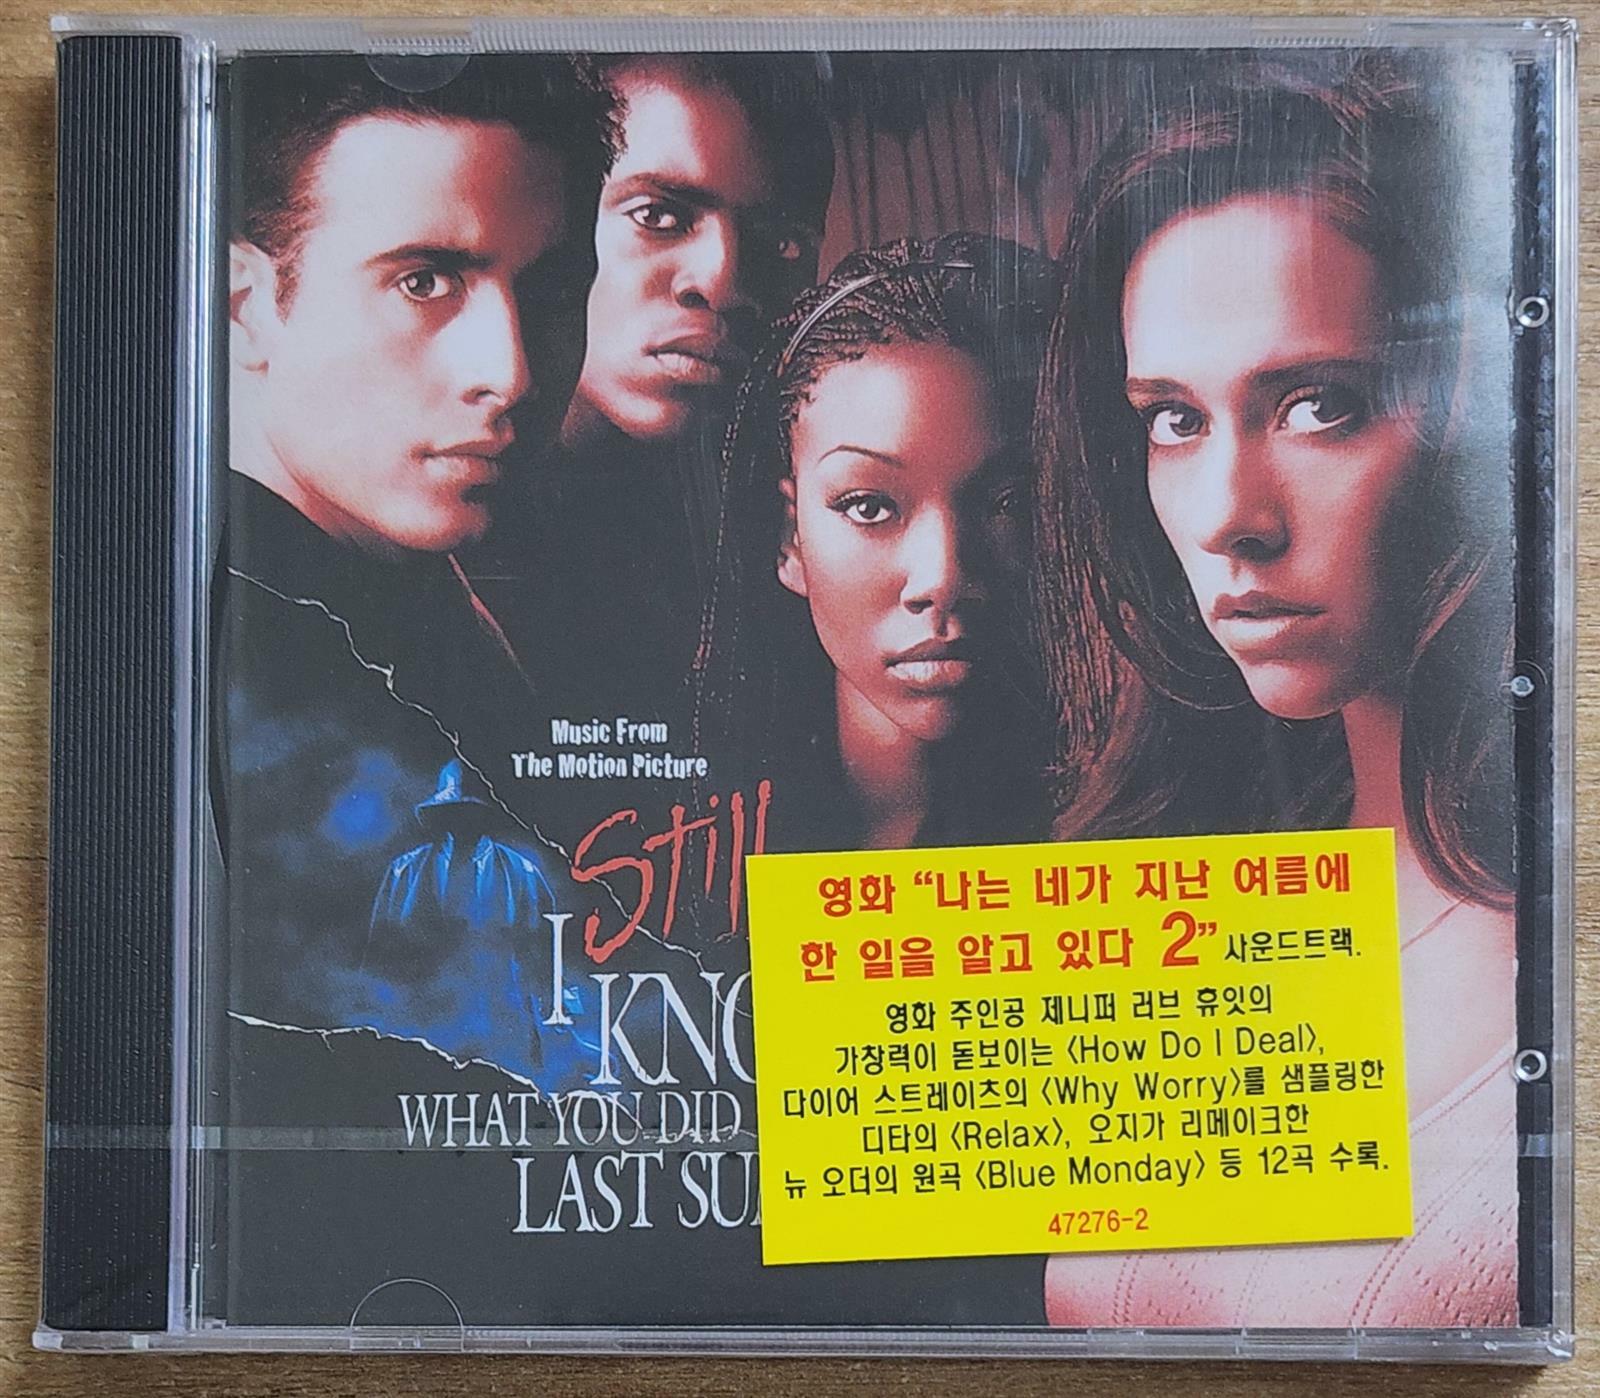 Music From
The Motion Picture
Still
I
KNO
WHAT YOU DID
LAST SU
영화 “나는 네가 지난 여름에
한 일을 알고 있다 2” 사운드트랙.
영화 주인공 제니퍼 러브 휴잇의
가창력이 돋보이는 〈How Do I Deal〉,
다이어 스트레이츠의 〈Why Worry〉를 샘플링한
디타의 〈Relax〉, 오지가 리메이크한
뉴 오더의 원곡 〈Blue Monday〉 등 12곡 수록.
47276-2